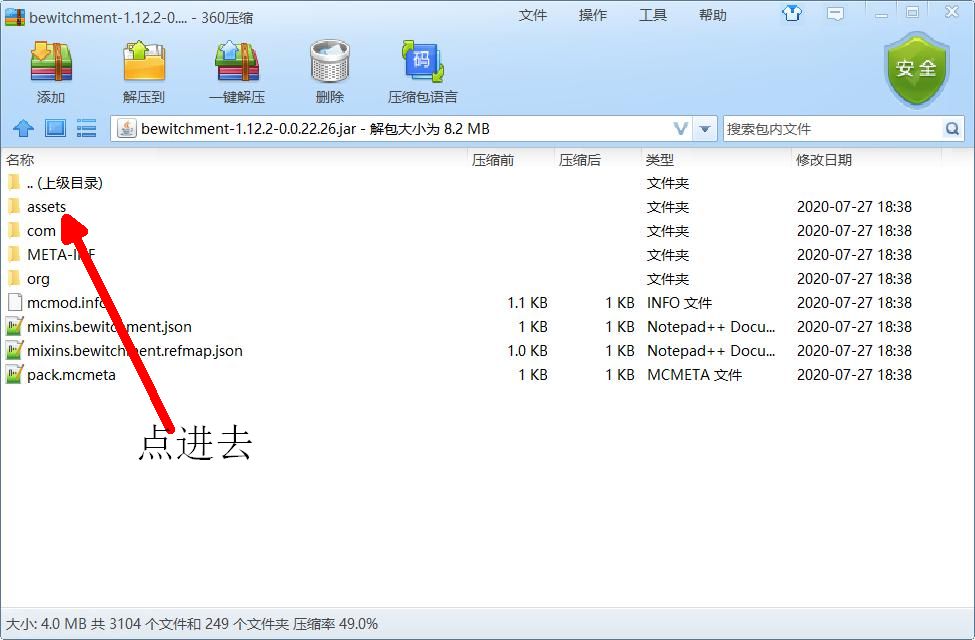 bewitchment-1.12.2-0.... - 360压缩 文件 操作 工具 帮助
添加 解压到 一键解压 删除 压缩包语言 安全
码
bewitchment-1.12.2-0.0.22.26.jar - 解包大小为 8.2 MB 搜索包内文件
名称 压缩前 压缩后 类型 修改日期
.. (上级目录) 文件夹
assets 文件夹 2020-07-27 18:38
com 文件夹 2020-07-27 18:38
META-INF 文件夹 2020-07-27 18:38
org 文件夹 2020-07-27 18:38
mcmod.info 1.1 KB 1 KB INFO 文件 2020-07-27 18:38
mixins.bewitchment.json 1 KB 1 KB Notepad++ Docu... 2020-07-27 18:38
mixins.bewitchment.refmap.json 1.0 KB 1 KB Notepad++ Docu... 2020-07-27 18:38
pack.mcmeta 1 KB 1 KB MCMETA 文件 2020-07-27 18:38
点进去
大小: 4.0 MB 共 3104 个文件和 249 个文件夹 压缩率 49.0%